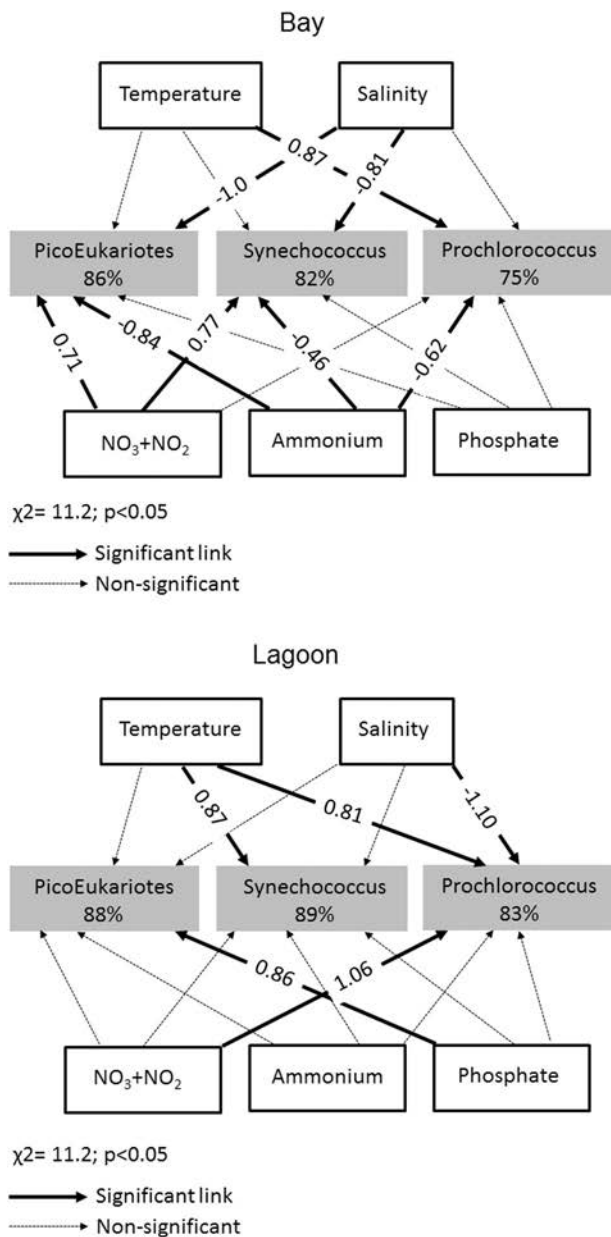 Bay
Temperature
Salinity
0.87
-0.81
-1.0
PicoEukariotes
86%
Synechococcus
82%
Prochlorococcus
75%
0.71
-0.84
0.77
-0.46
-0.62
NO₃+NO₂
Ammonium
Phosphate
χ2= 11.2; p<0.05
Significant link
Non-significant
Lagoon
Temperature
Salinity
0.87
0.81
-1.10
PicoEukariotes
88%
Synechococcus
89%
Prochlorococcus
83%
0.86
1.06
NO₃+NO₂
Ammonium
Phosphate
χ2= 11.2; p<0.05
Significant link
Non-significant